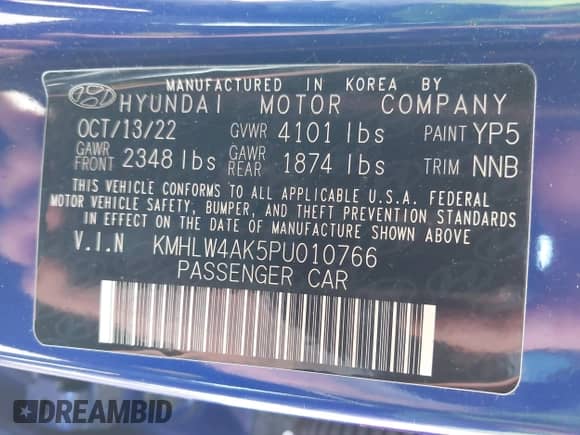 MANUFACTURED IN KOREA BY
HYUNDAI MOTOR COMPANY
OCT/13/22 GVWR 4101 lbs PAINT YP5
GAWR FRONT 2348 lbs GAWR REAR 1874 lbs TRIM NNB
THIS VEHICLE CONFORMS TO ALL APPLICABLE U.S.A. FEDERAL
MOTOR VEHICLE SAFETY, BUMPER, AND THEFT PREVENTION STANDARDS
IN EFFECT ON THE DATE OF MANUFACTURE SHOWN ABOVE
V.I.N KMHLW4AK5PU010766
PASSENGER CAR
DREAMBID